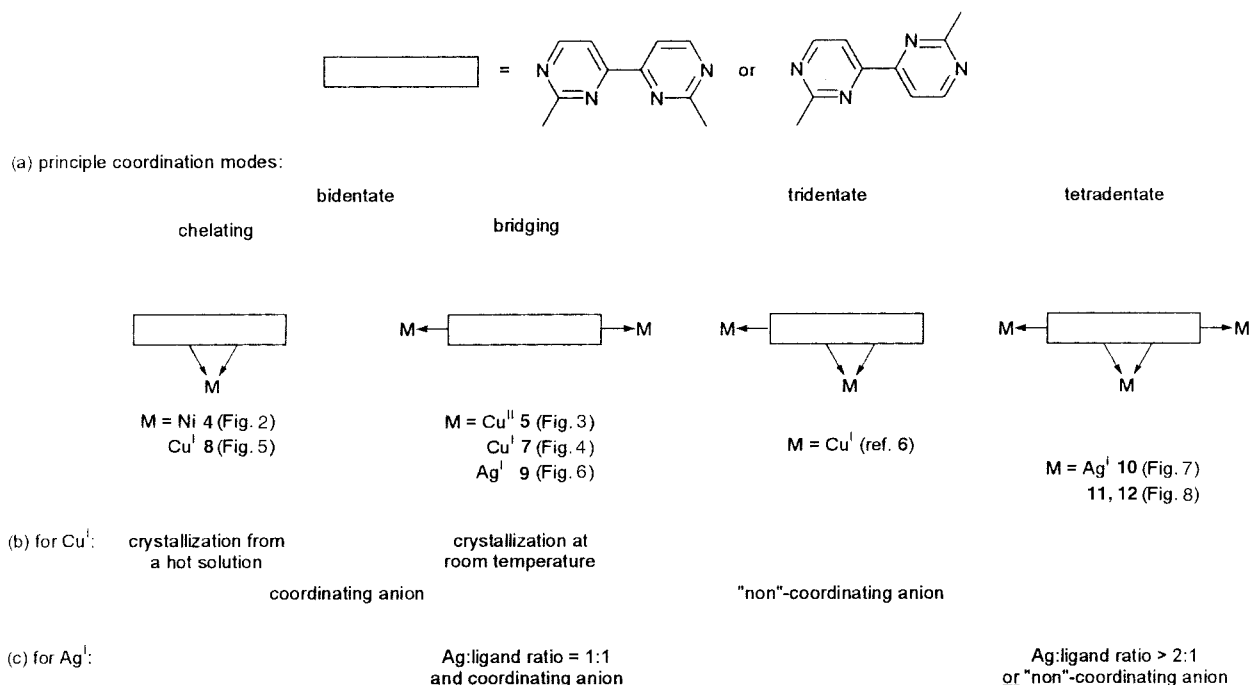 = or
N N N N
N N N N
(a) principle coordination modes:
bidentate tridentate tetradentate
chelating bridging
M M M M M
M M M
M = Ni 4 (Fig. 2) M = Cu^II 5 (Fig. 3)
Cu^I 8 (Fig. 5) Cu^I 7 (Fig. 4) M = Cu^I (ref. 6)
Ag^I 9 (Fig. 6) M = Ag^I 10 (Fig. 7)
11, 12 (Fig. 8)
(b) for Cu^I: crystallization from crystallization at
a hot solution room temperature
coordinating anion "non"-coordinating anion
(c) for Ag^I: Ag:ligand ratio = 1:1 Ag:ligand ratio > 2:1
and coordinating anion or "non"-coordinating anion